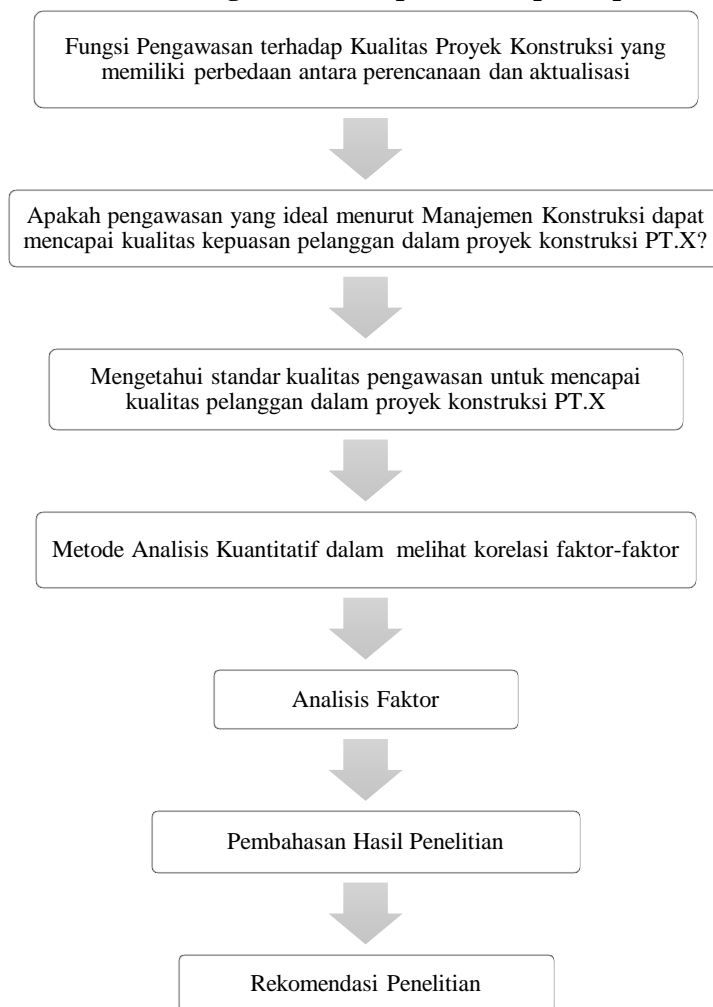 Fungsi Pengawasan terhadap Kualitas Proyek Konstruksi yang
memiliki perbedaan antara perencanaan dan aktualisasi
Apakah pengawasan yang ideal menurut Manajemen Konstruksi dapat
mencapai kualitas kepuasan pelanggan dalam proyek konstruksi PT.X?
Mengetahui standar kualitas pengawasan untuk mencapai
kualitas pelanggan dalam proyek konstruksi PT.X
Metode Analisis Kuantitatif dalam melihat korelasi faktor-faktor
Analisis Faktor
Pembahasan Hasil Penelitian
Rekomendasi Penelitian